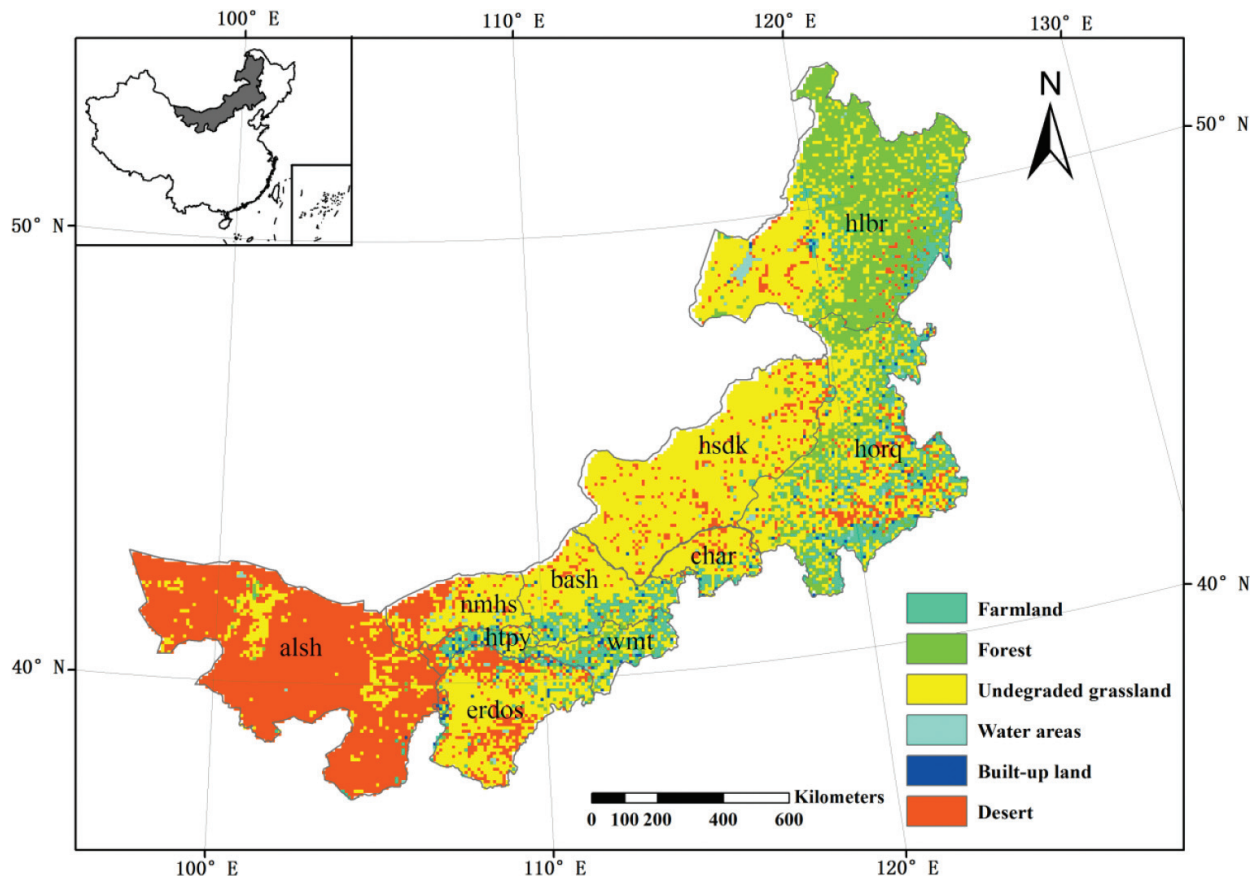 100° E
110° E
120° E
130° E
N
50° N
50° N
hlbr
hsdk
horq
char
bash
nmhs
htpy
wmt
alsh
erdos
40° N
40° N
Farmland
Forest
Undegraded grassland
Water areas
Built-up land
Desert
Kilometers
0 100 200 400 600
100° E
110° E
120° E